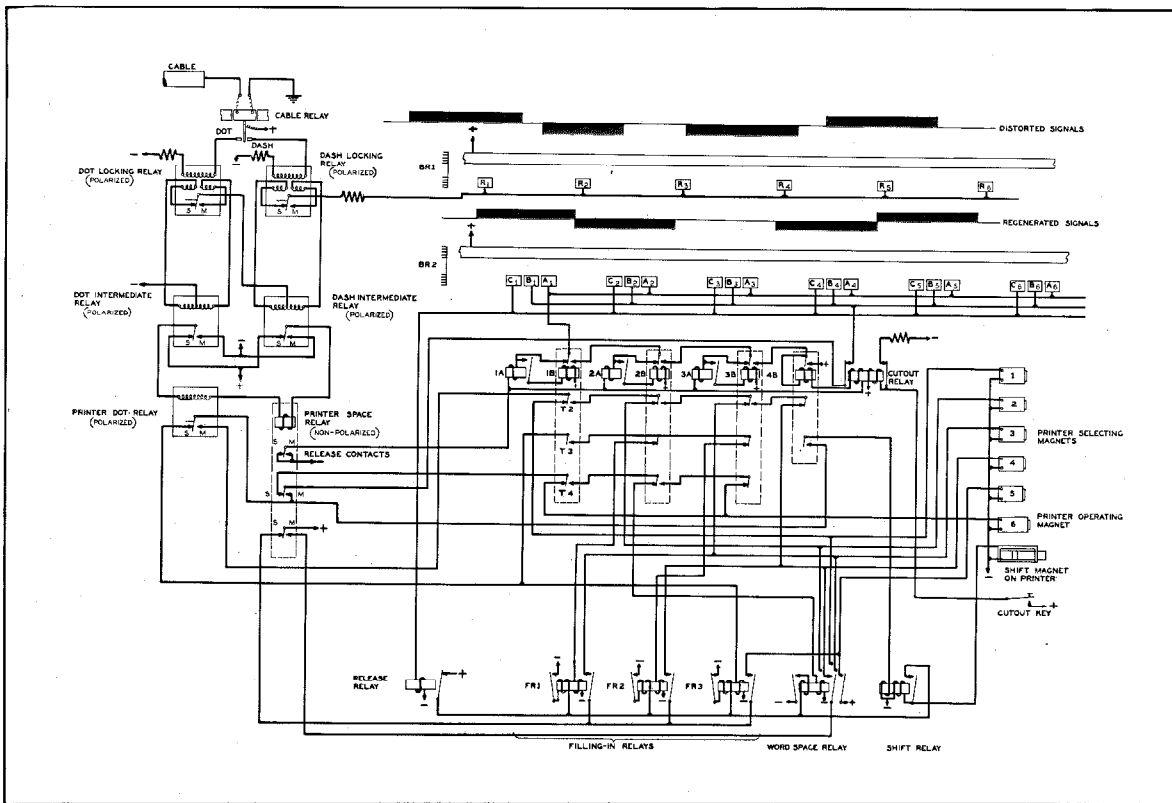 CABLE
CABLE RELAY
DOT
+
DASH
DOT LOCKING RELAY
(POLARIZED)
DASH LOCKING
RELAY
(POLARIZED)
S M
S M
DISTORTED SIGNALS
+
BR1
R1 R2 R3 R4 R5 R6
REGENERATED SIGNALS
+
BR2
C1 B1 A1 C2 B2 A2 C3 B3 A3 C4 B4 A4 C5 B5 A5 C6 B6 A6
DOT INTERMEDIATE
RELAY
(POLARIZED)
DASH INTERMEDIATE
RELAY
(POLARIZED)
S M
S M
1A 1B 2A 2B 3A 3B 4B
CUTOUT
RELAY
PRINTER DOT-RELAY
(POLARIZED)
S M
PRINTER SPACE
RELAY
(NON-POLARIZED)
S M
RELEASE CONTACTS
S M
S M
T2
T3
T4
1
2
3
4
5
6
PRINTER SELECTING
MAGNETS
PRINTER OPERATING
MAGNET
SHIFT MAGNET
ON PRINTER
CUTOUT KEY
RELEASE
RELAY
FR1
FR2
FR3
FILLING-IN RELAYS
WORD SPACE RELAY
SHIFT RELAY